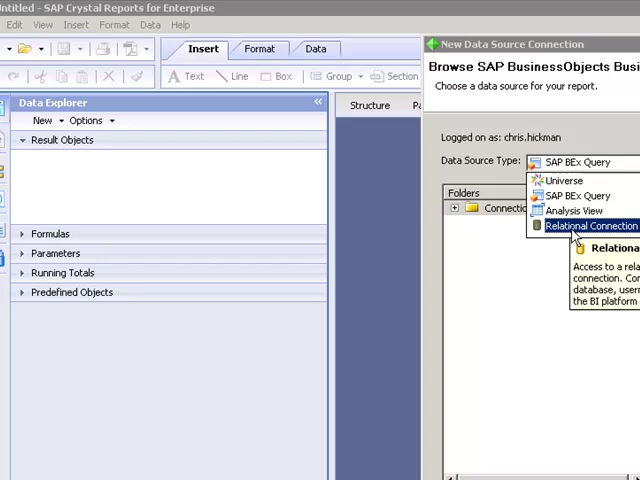 Untitled - SAP Crystal Reports for Enterprise
Edit View Insert Format Data Help
Insert Format Data
Text Line Box Group Section
Data Explorer
New Options
Result Objects
Formulas
Parameters
Running Totals
Predefined Objects
Structure
New Data Source Connection
Browse SAP BusinessObjects Busi
Choose a data source for your report.
Logged on as: chris.hickman
Data Source Type: SAP BEx Query
Universe
SAP BEx Query
Analysis View
Relational Connection
Folders
Connectio
Relationa
Access to a rela
connection. Con
database, usern
the BI platform